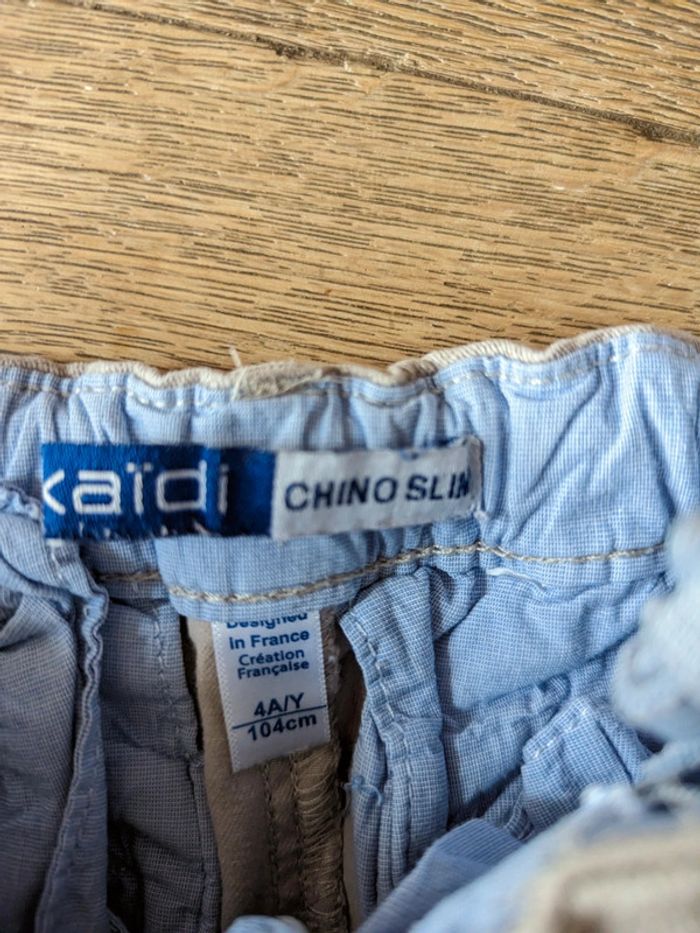 kaïdi
CHINO SLIM
Designed
in France
Création
Française
4A/Y
104cm